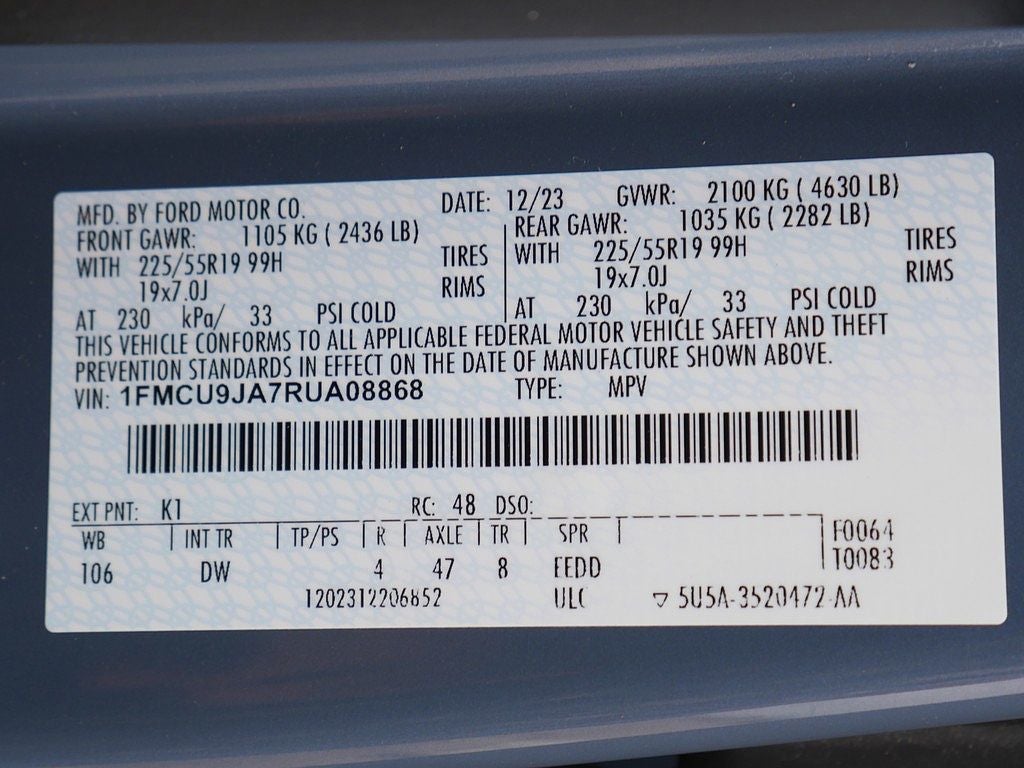 MFD. BY FORD MOTOR CO. DATE: 12/23 GVWR: 2100 KG ( 4630 LB)
FRONT GAWR: 1105 KG ( 2436 LB) REAR GAWR: 1035 KG ( 2282 LB)
WITH 225/55R19 99H TIRES WITH 225/55R19 99H TIRES
19x7.0J RIMS 19x7.0J RIMS
AT 230 kPa/ 33 PSI COLD AT 230 kPa/ 33 PSI COLD
THIS VEHICLE CONFORMS TO ALL APPLICABLE FEDERAL MOTOR VEHICLE SAFETY AND THEFT
PREVENTION STANDARDS IN EFFECT ON THE DATE OF MANUFACTURE SHOWN ABOVE.
VIN: 1FMCU9JA7RUA08868 TYPE: MPV
EXT PNT: K1 RC: 48 DSO:
WB INT TR TP/PS R AXLE TR SPR F0064
T0083
106 DW 4 47 8 EEDD
1202312206852 ULC ▽ 5U5A-3520472-AA